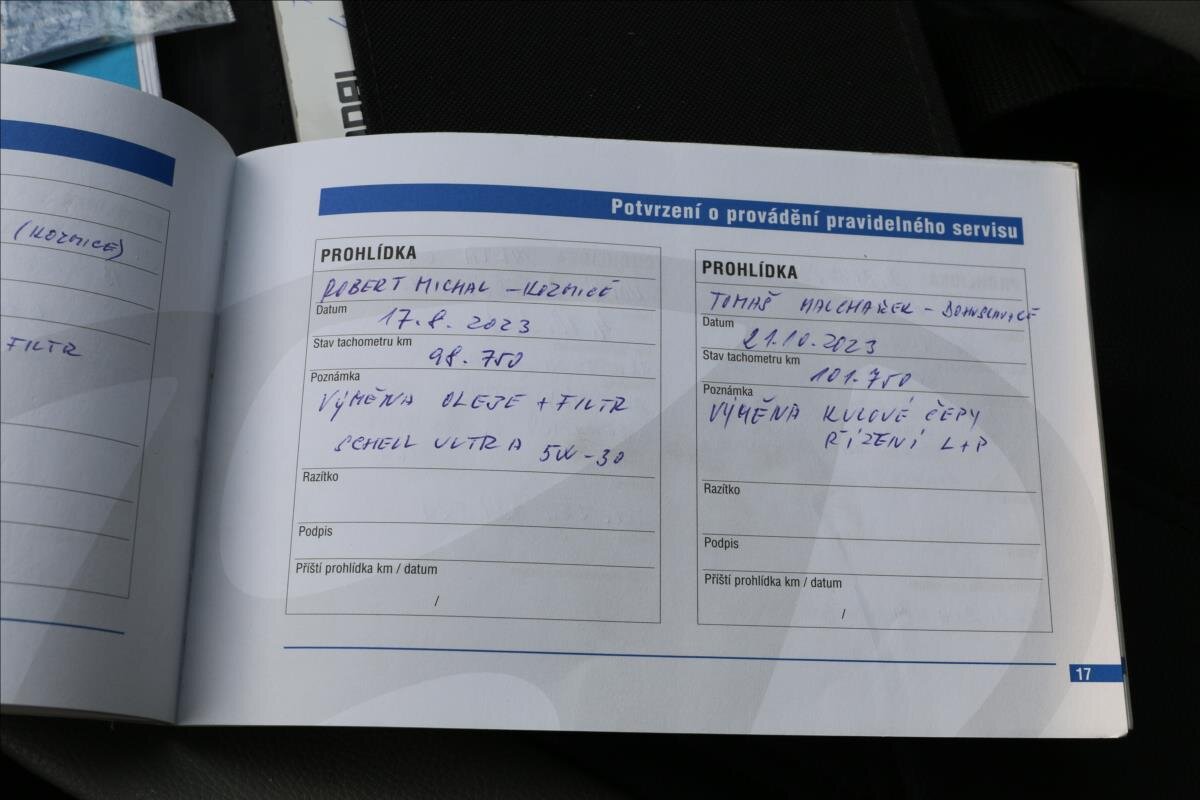 (KOZMICE)
FILTR
Potvrzení o provádění pravidelného servisu
PROHLÍDKA
ROBERT MICHAL – KOZMICE
Datum 17.8.2023
Stav tachometru km 98.750
Poznámka
VÝMĚNA OLEJE + FILTR
SCHELL ULTRA 5W-30
Razítko
Podpis
Příští prohlídka km / datum
/
PROHLÍDKA
TOMÁŠ MALCHAREK – BOHUSLAVICE
Datum 21.10.2023
Stav tachometru km 101.750
Poznámka
VÝMĚNA KULOVÉ ČEPY
ŘÍZENÍ L+P
Razítko
Podpis
Příští prohlídka km / datum
/
17